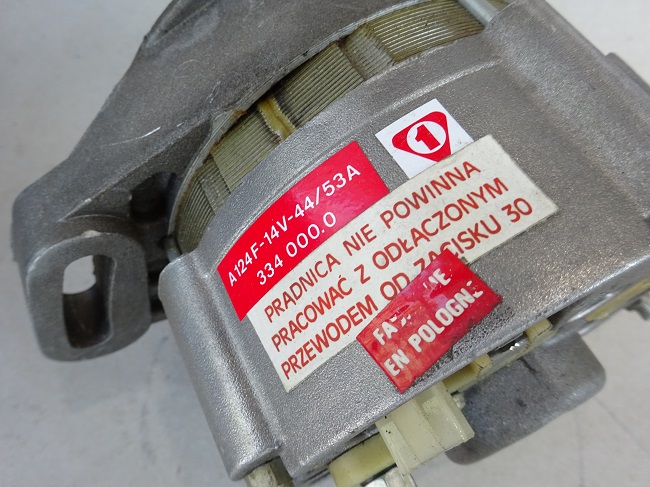 1
A124F-14V-44/53A
334 000.0
PRĄDNICA NIE POWINNA
PRACOWAĆ Z ODŁĄCZONYM
PRZEWODEM OD ZACISKU 30
EN POLOGNE